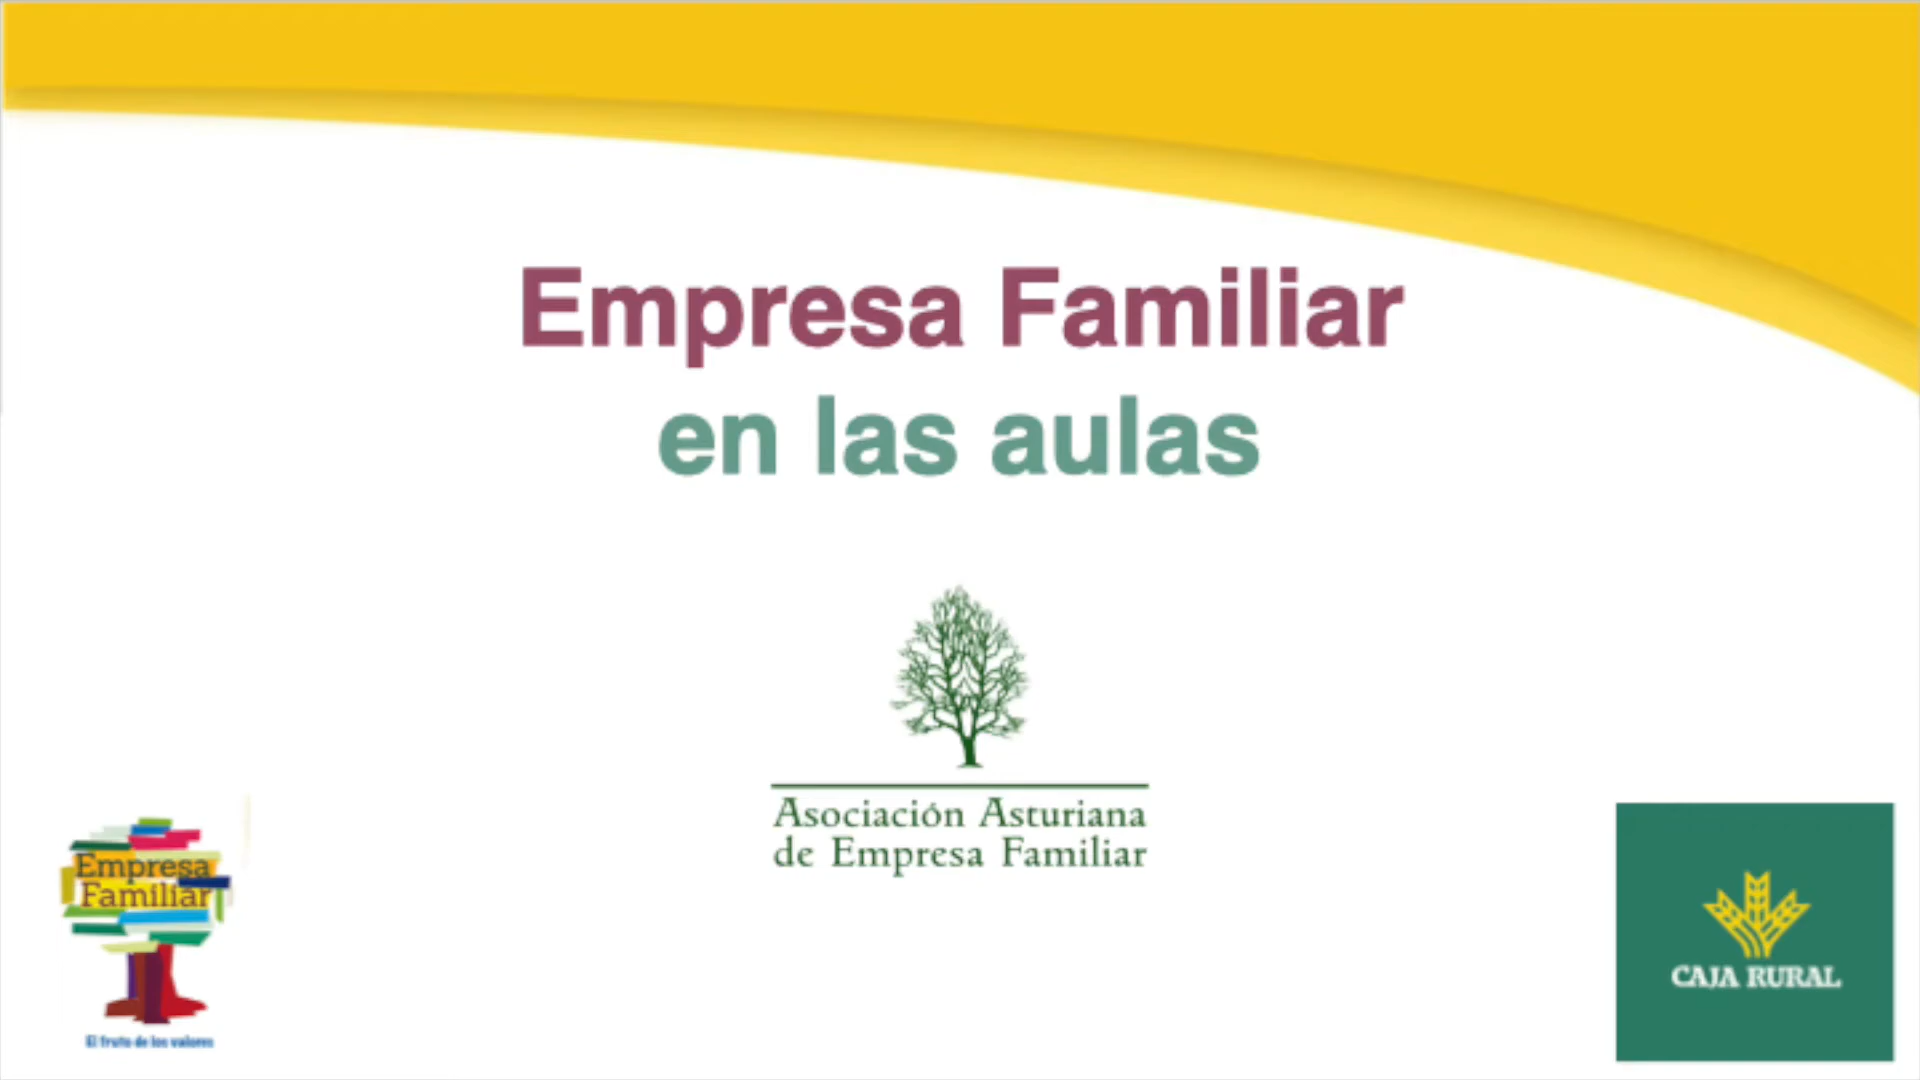 Empresa Familiar
en las aulas
Asociación Asturiana
de Empresa Familiar
Empresa
Familiar
El fruto de los valores
CAJA RURAL